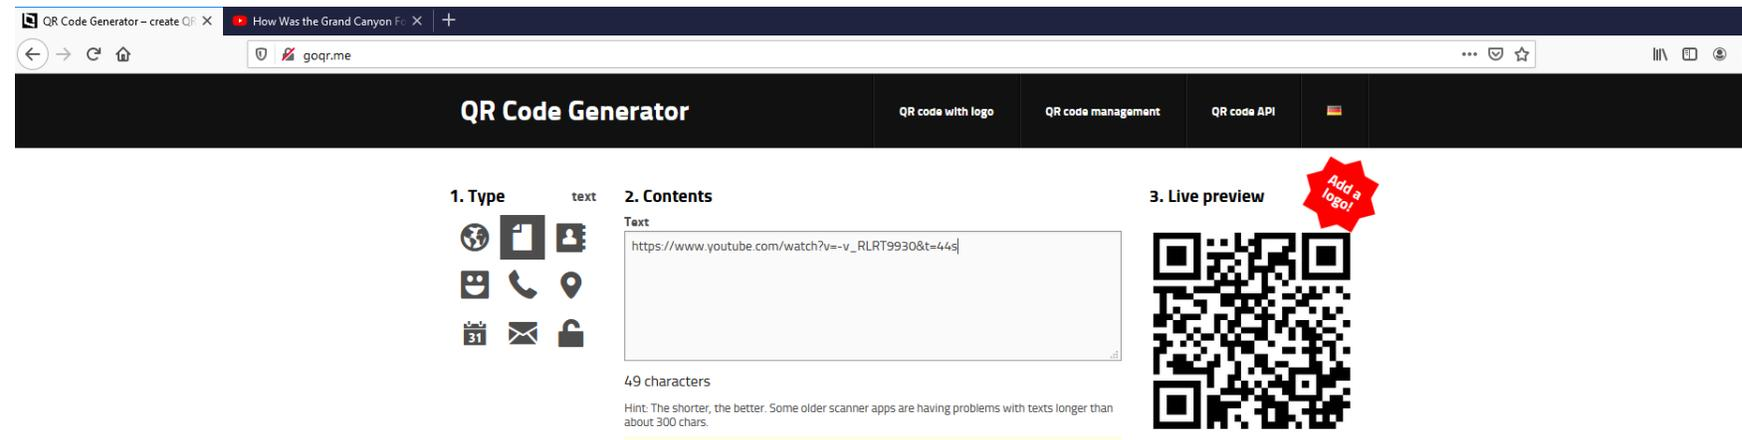 QR Code Generator – create QR
How Was the Grand Canyon Fo
goqr.me
QR Code Generator
QR code with logo
QR code management
QR code API
1. Type
text
2. Contents
3. Live preview
Add a
logo!
Text
https://www.youtube.com/watch?v=-v_RLRT9930&t=44s
31
49 characters
Hint: The shorter, the better. Some older scanner apps are having problems with texts longer than
about 300 chars.